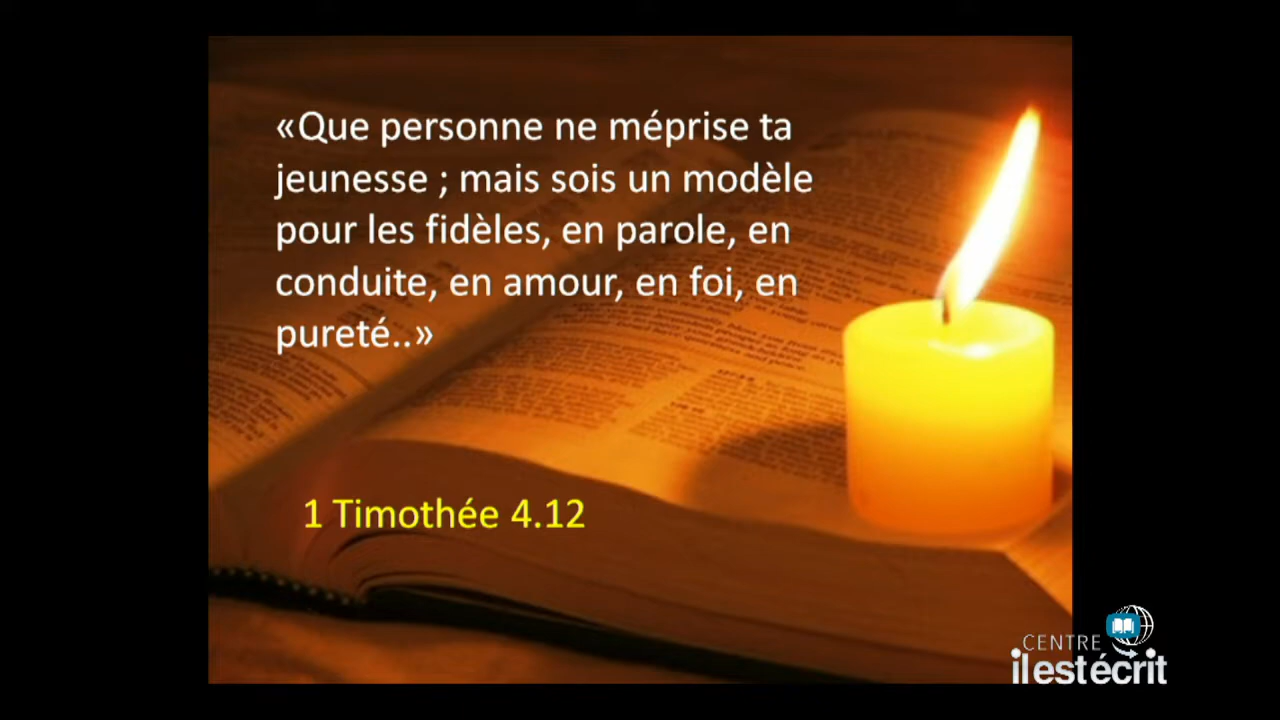 «Que personne ne méprise ta
jeunesse ; mais sois un modèle
pour les fidèles, en parole, en
conduite, en amour, en foi, en
pureté..»
1 Timothée 4.12
CENTRE
ilestécrit